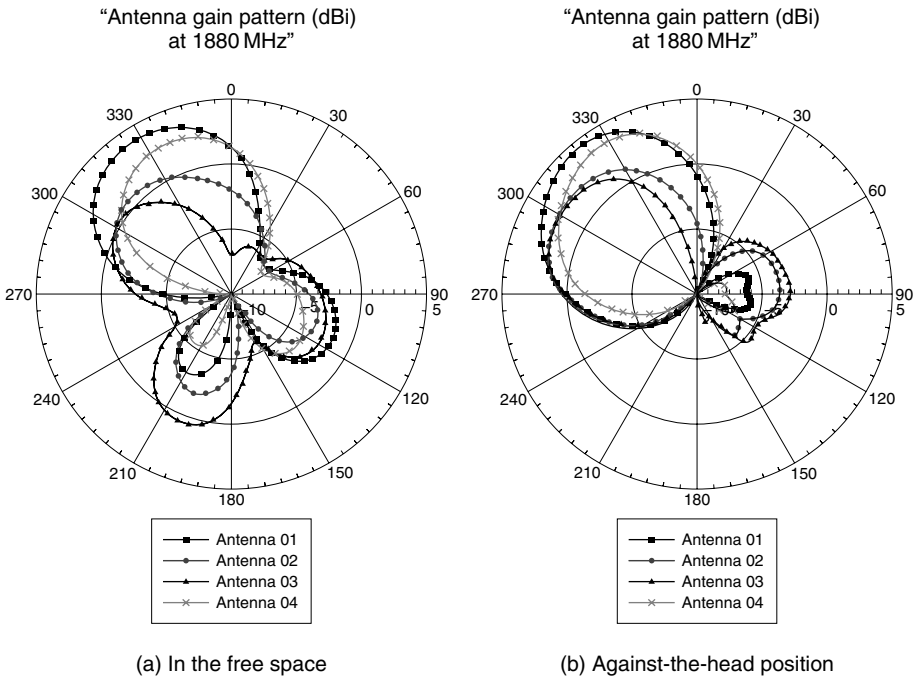 “Antenna gain pattern (dBi)
at 1880 MHz”
0
30
60
90
120
150
180
210
240
270
300
330
-10
0
5
Antenna 01
Antenna 02
Antenna 03
Antenna 04
(a) In the free space
“Antenna gain pattern (dBi)
at 1880 MHz”
0
30
60
90
120
150
180
210
240
270
300
330
0
5
Antenna 01
Antenna 02
Antenna 03
Antenna 04
(b) Against-the-head position